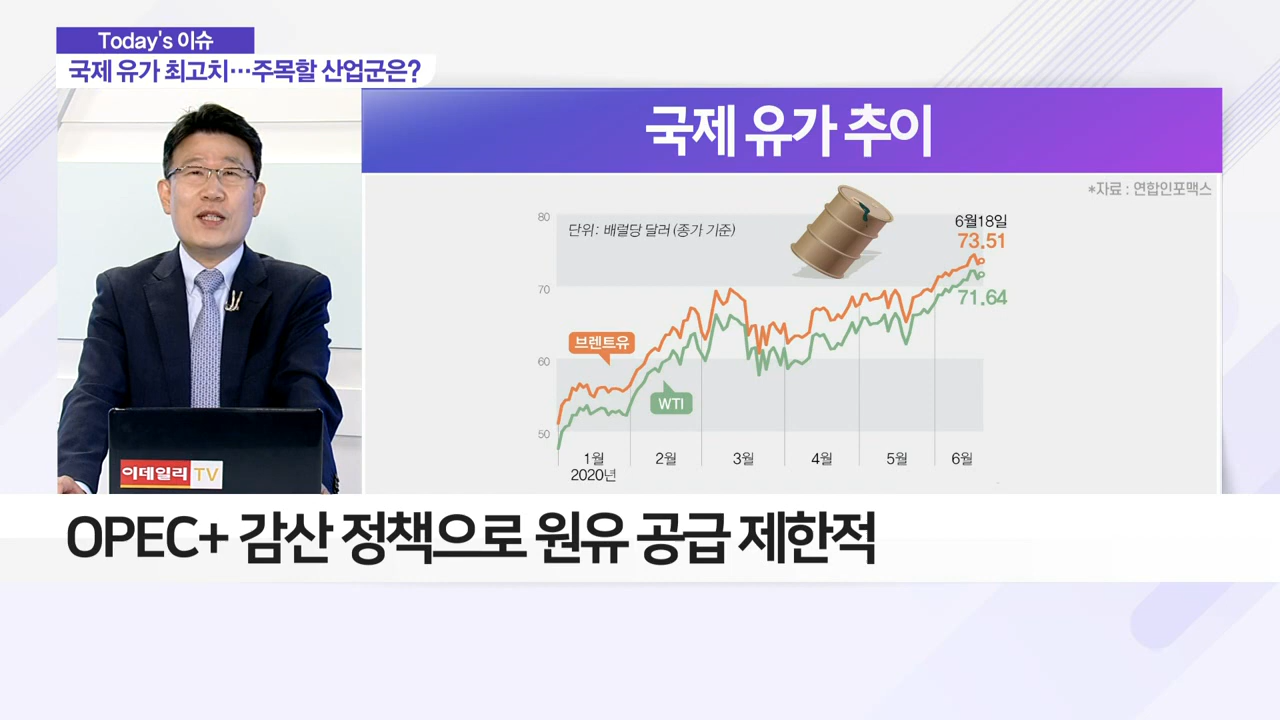 Today's 이슈
국제 유가 최고치…주목할 산업군은?
국제 유가 추이
*자료 : 연합인포맥스
80
단위 : 배럴당 달러 (종가 기준)
6월18일
73.51
70
71.64
브렌트유
60
WTI
50
1월
2월
3월
4월
5월
6월
2020년
이데일리 TV
OPEC+ 감산 정책으로 원유 공급 제한적